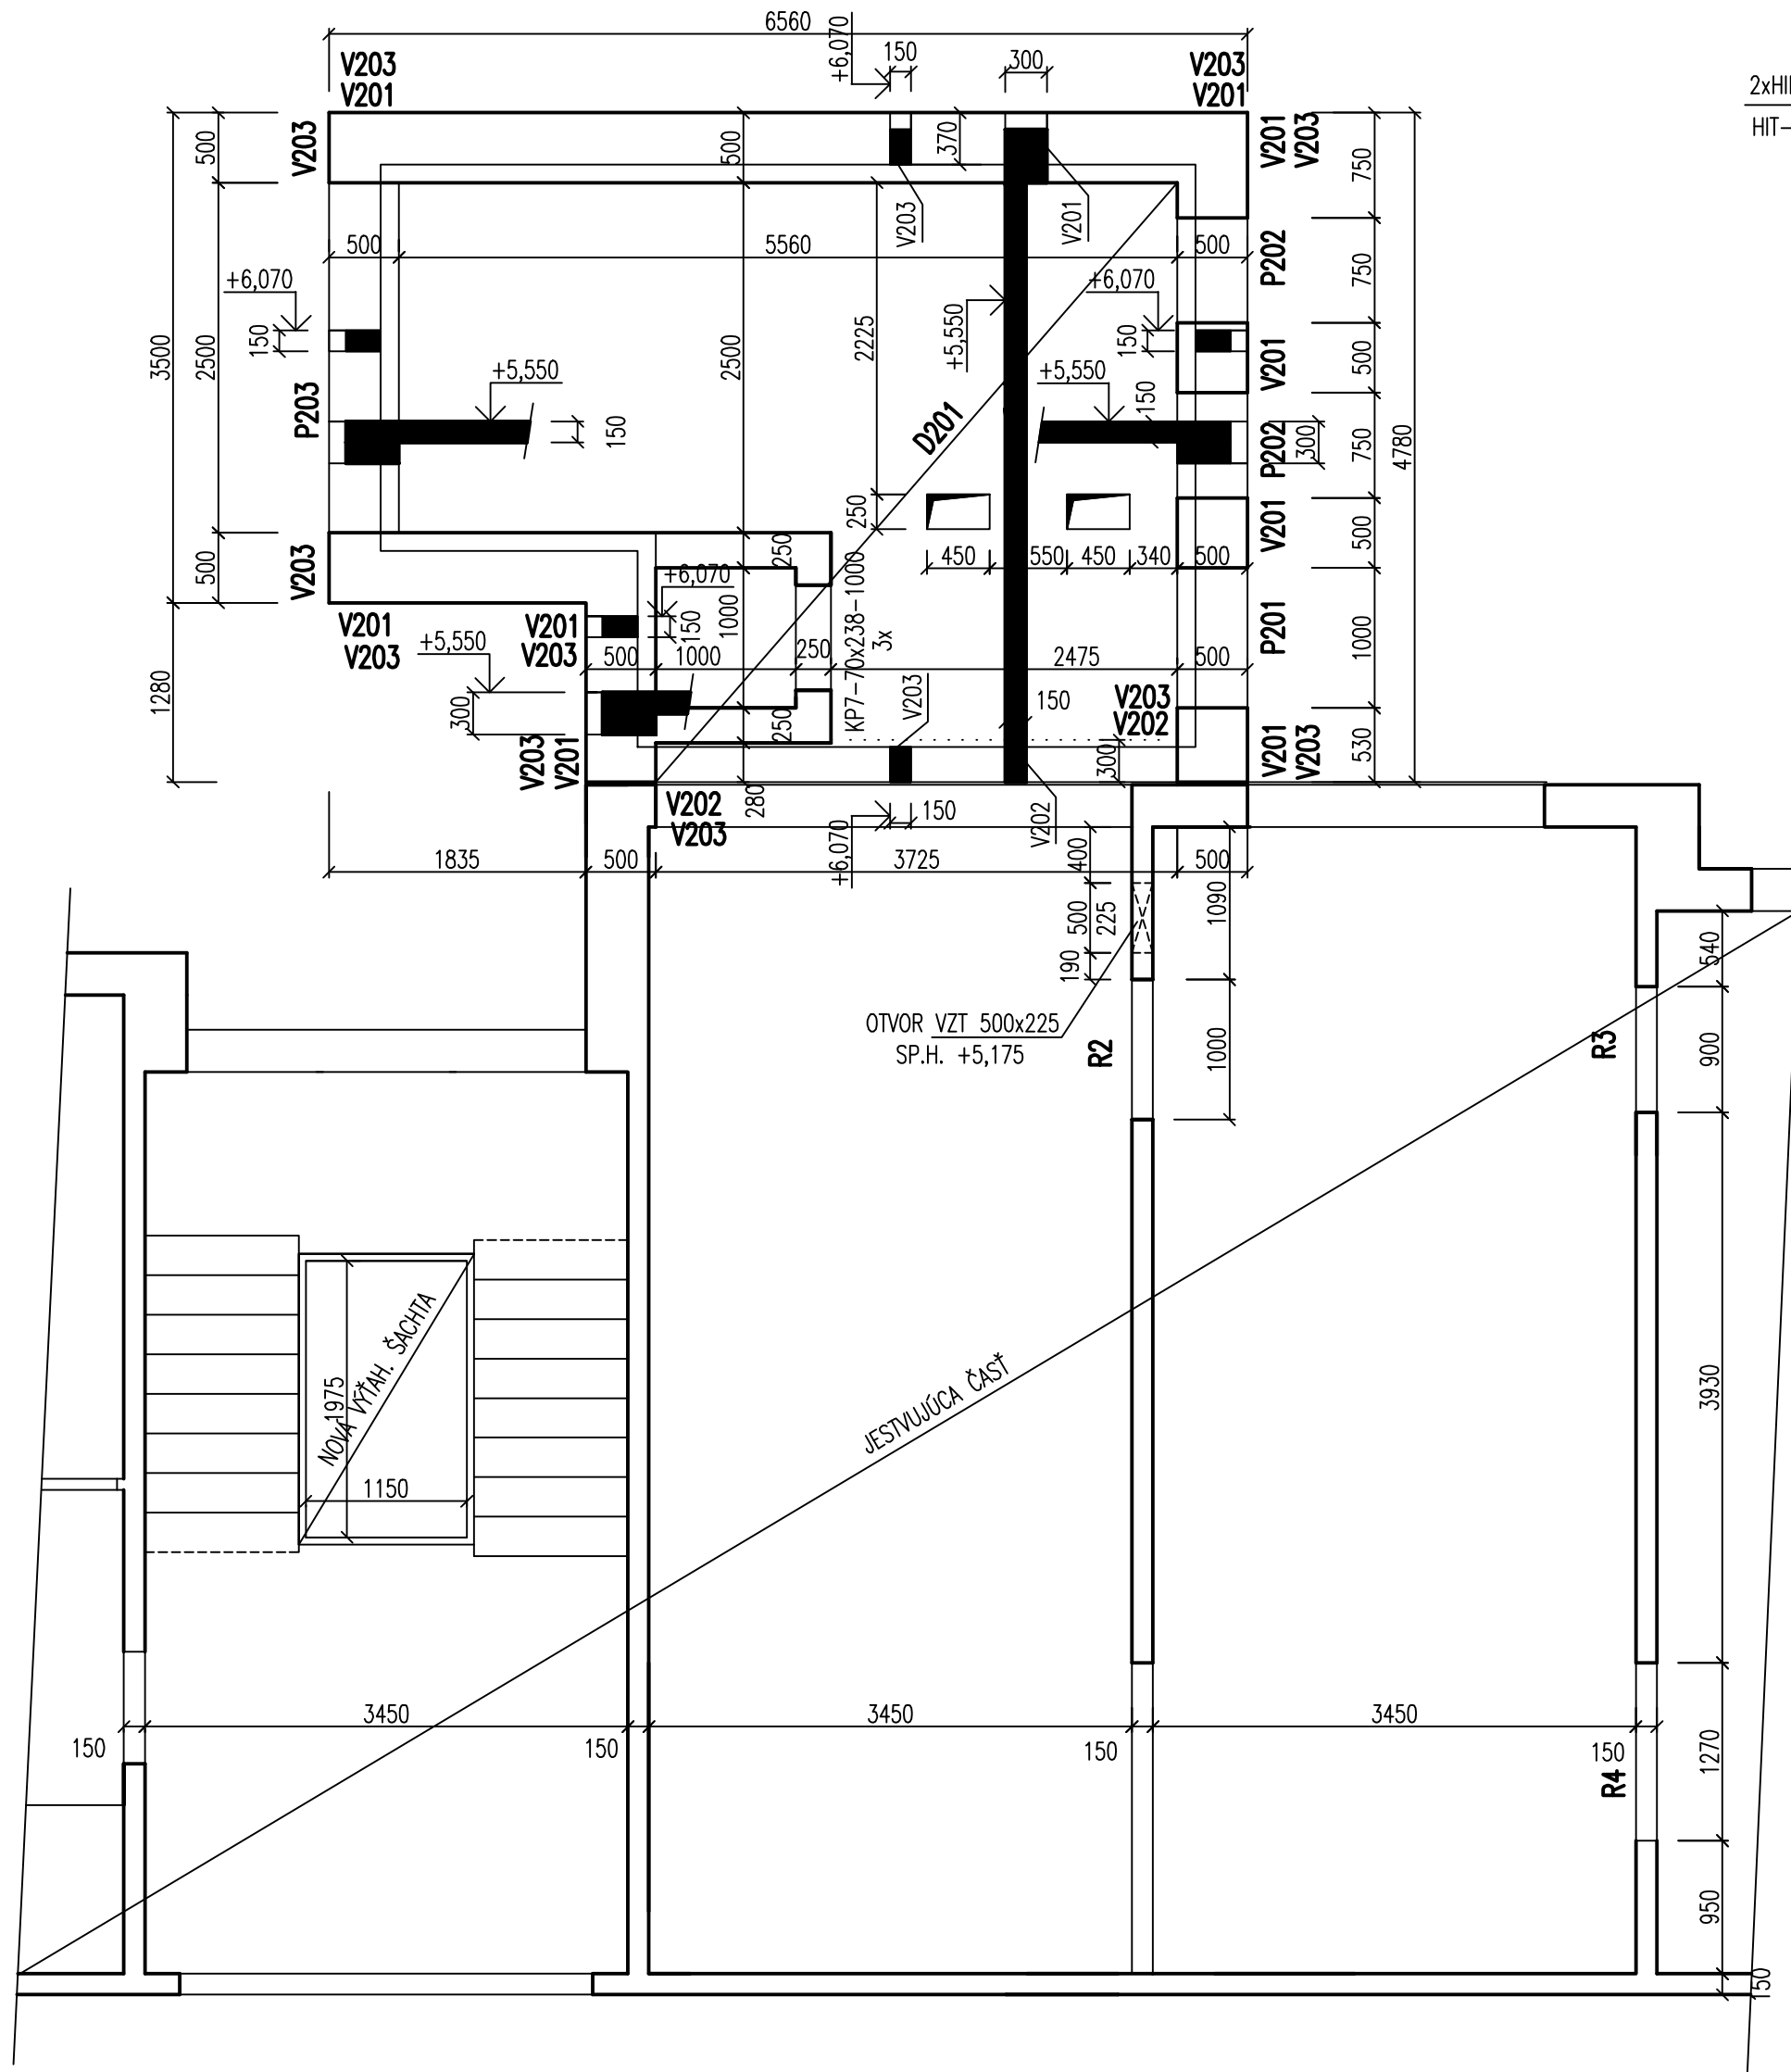 6560
+6,070
150
300
2xHI
HIT-
V203
V201
V203
V201
V203
V201
V203
500
500
370
750
500
5560
500
P202
750
+6,070
+6,070
V203
V201
3500
2500
150
2500
2225
+5,550
150
V201
500
P203
+5,550
150
+5,550
150
D201
P202
300
750
4780
250
V201
500
450
550
450
340
500
500
V203
250
+6,070
1000
150
KP7-70x238-1000
3x
P201
1000
V201
V203
V201
V203
+5,550
500
1000
250
2475
500
1280
300
V203
V201
250
V203
150
V203
V202
300
V201
V203
530
V202
V203
280
+6,070
150
V202
1835
500
3725
500
400
500
225
190
1090
540
OTVOR VZT 500x225
SP.H. +5,175
R2
1000
R3
900
NOVÁ VÝŤAH. ŠACHTA
1975
1150
JESTVUJÚCA ČASŤ
3930
3450
3450
3450
150
150
150
150
R4
1270
950
150